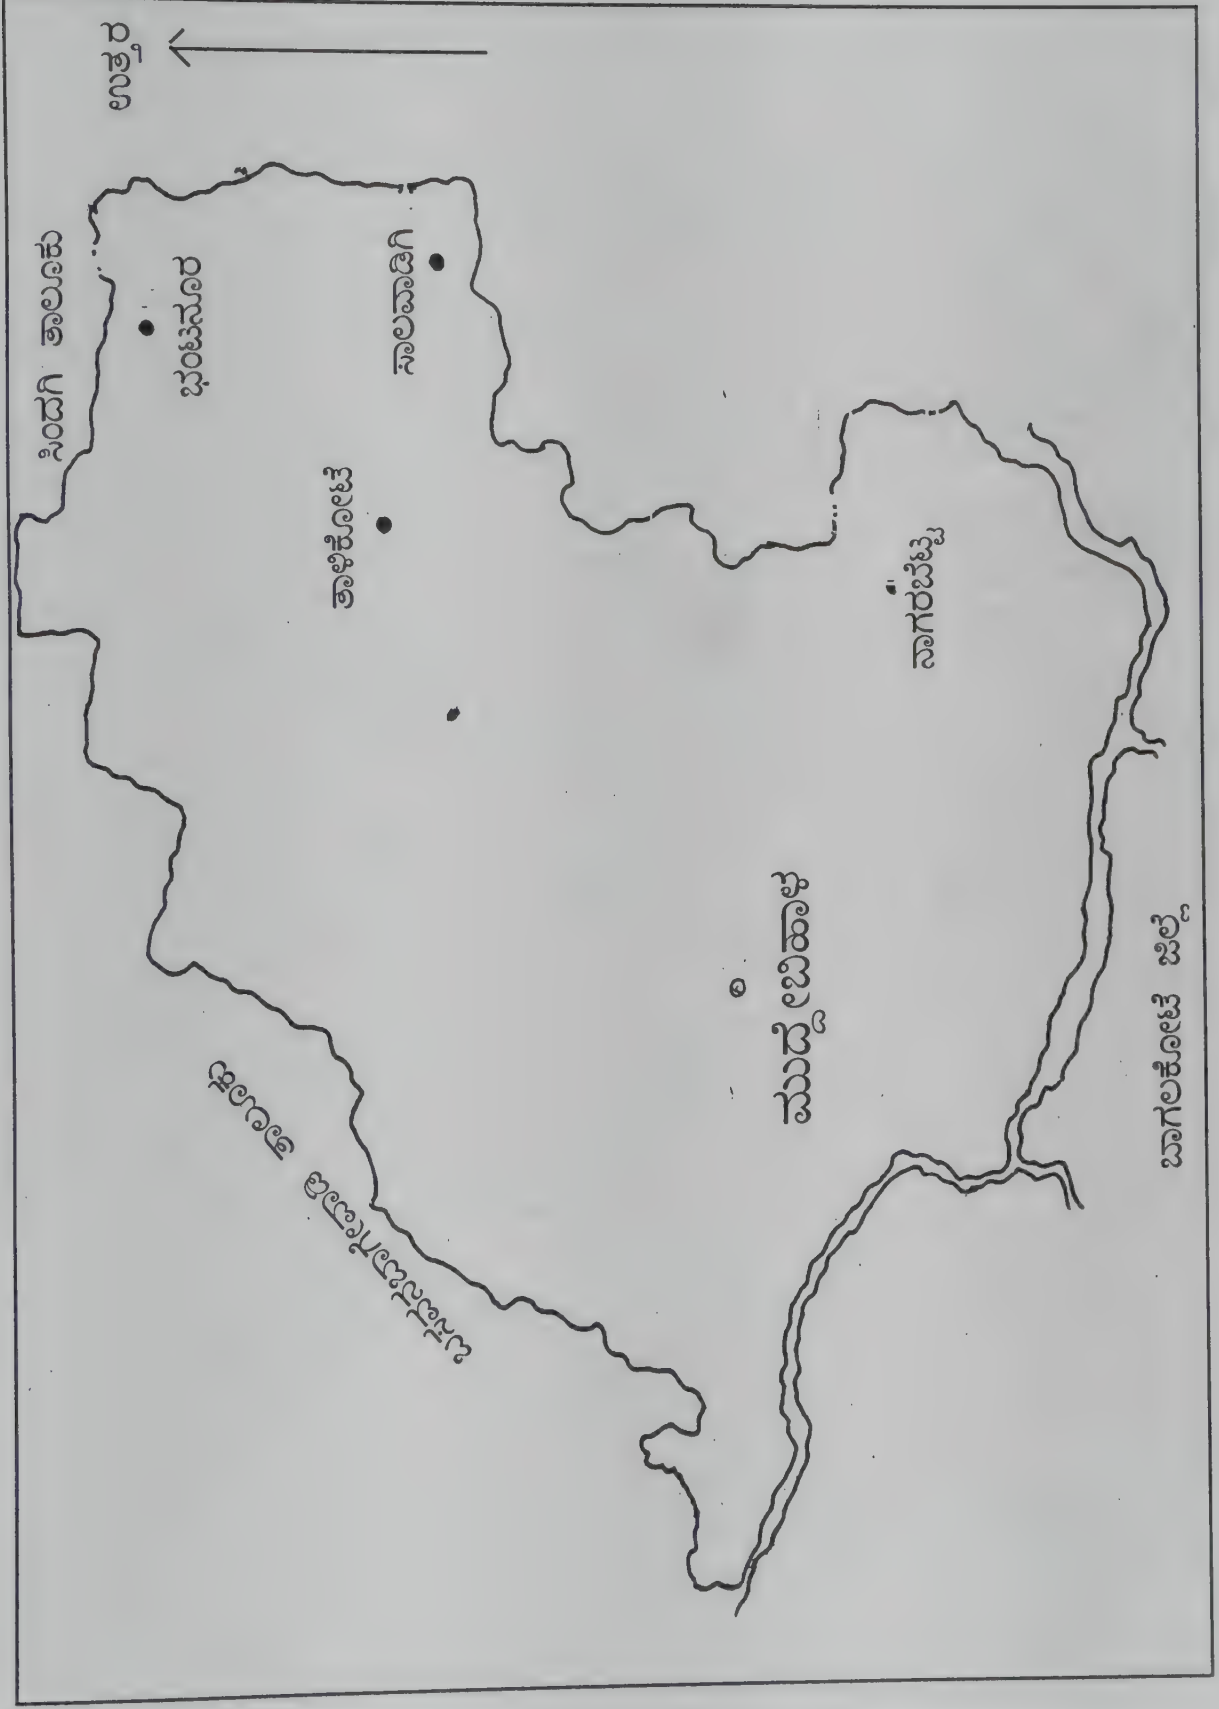 ಉತ್ತರ
ಸಿಂದಗಿ ತಾಲೂಕು
ಭಂಟನೂರ
ಸಾಲವಾಡಗಿ
ತಾಳಿಕೋಟೆ
ನಾಗರಬೆಟ್ಟ
ಬಸವನಬಾಗೇವಾಡಿ ತಾಲೂಕು
ಮುದ್ದೇಬಿಹಾಳ
ಬಾಗಲಕೋಟೆ ಜಿಲ್ಲೆ